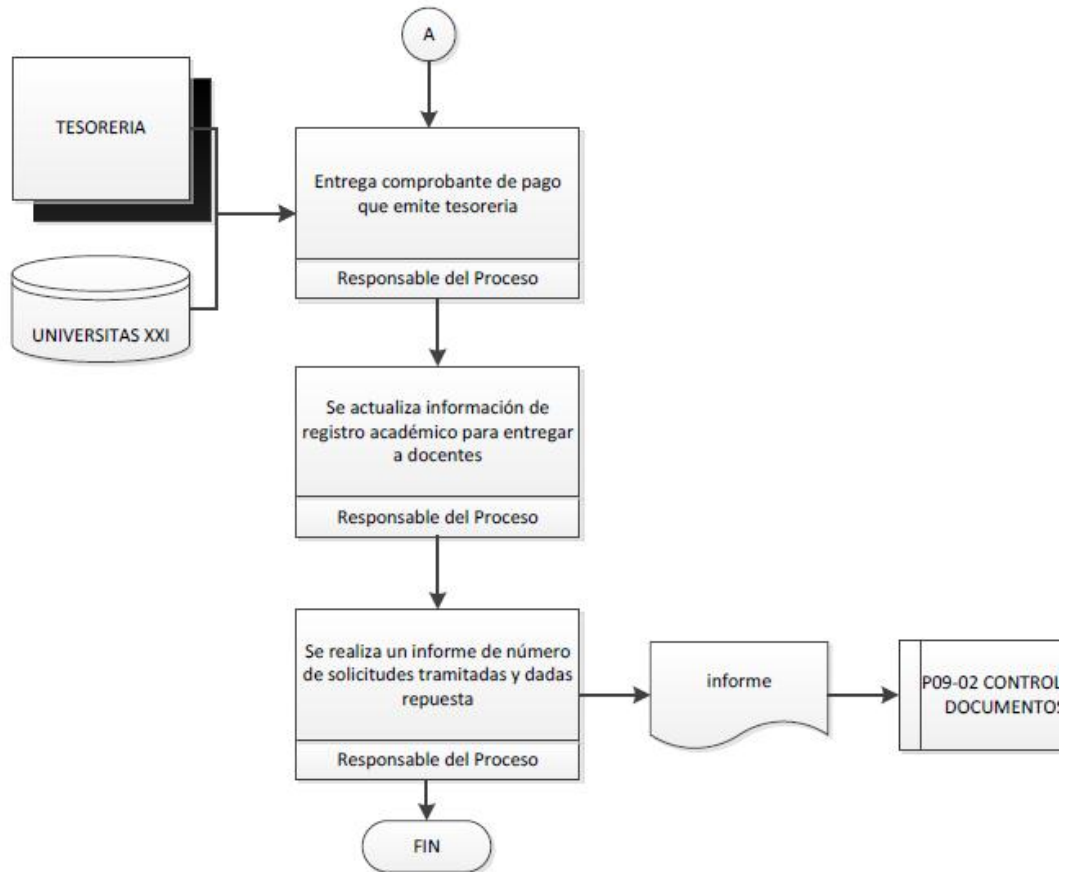 A
TESORERIA
Entrega comprobante de pago
que emite tesoreria
Responsable del Proceso
UNIVERSITAS XXI
Se actualiza información de
registro académico para entregar
a docentes
Responsable del Proceso
Se realiza un informe de número
de solicitudes tramitadas y dadas
repuesta
Responsable del Proceso
informe
P09-02 CONTROL
DOCUMENTOS
FIN